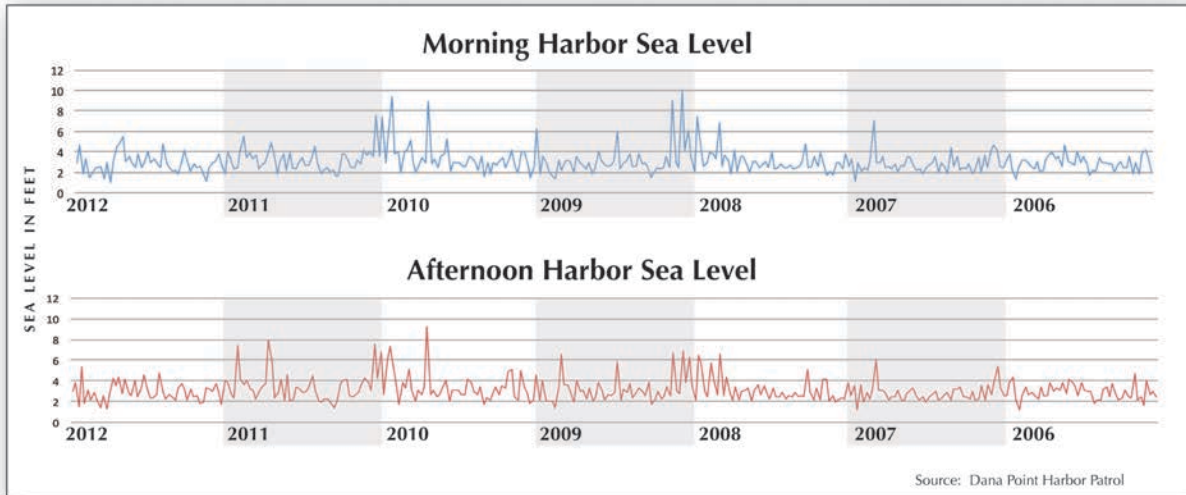 Morning Harbor Sea Level
12
10
8
6
4
2
0
2012 2011 2010 2009 2008 2007 2006
SEA LEVEL IN FEET
Afternoon Harbor Sea Level
12
10
8
6
4
2
0
2012 2011 2010 2009 2008 2007 2006
Source: Dana Point Harbor Patrol